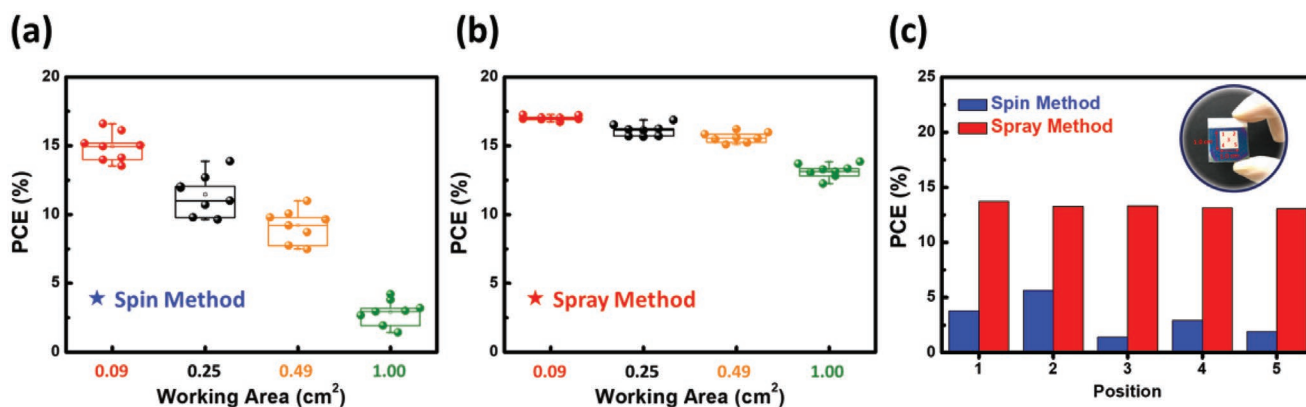 (a)
20
15
10
5
0
PCE (%)
★ Spin Method
0.09 0.25 0.49 1.00
Working Area (cm²)
(b)
20
15
10
5
0
PCE (%)
★ Spray Method
0.09 0.25 0.49 1.00
Working Area (cm²)
(c)
25
20
15
10
5
0
PCE (%)
Spin Method
Spray Method
1 2 3 4 5
Position